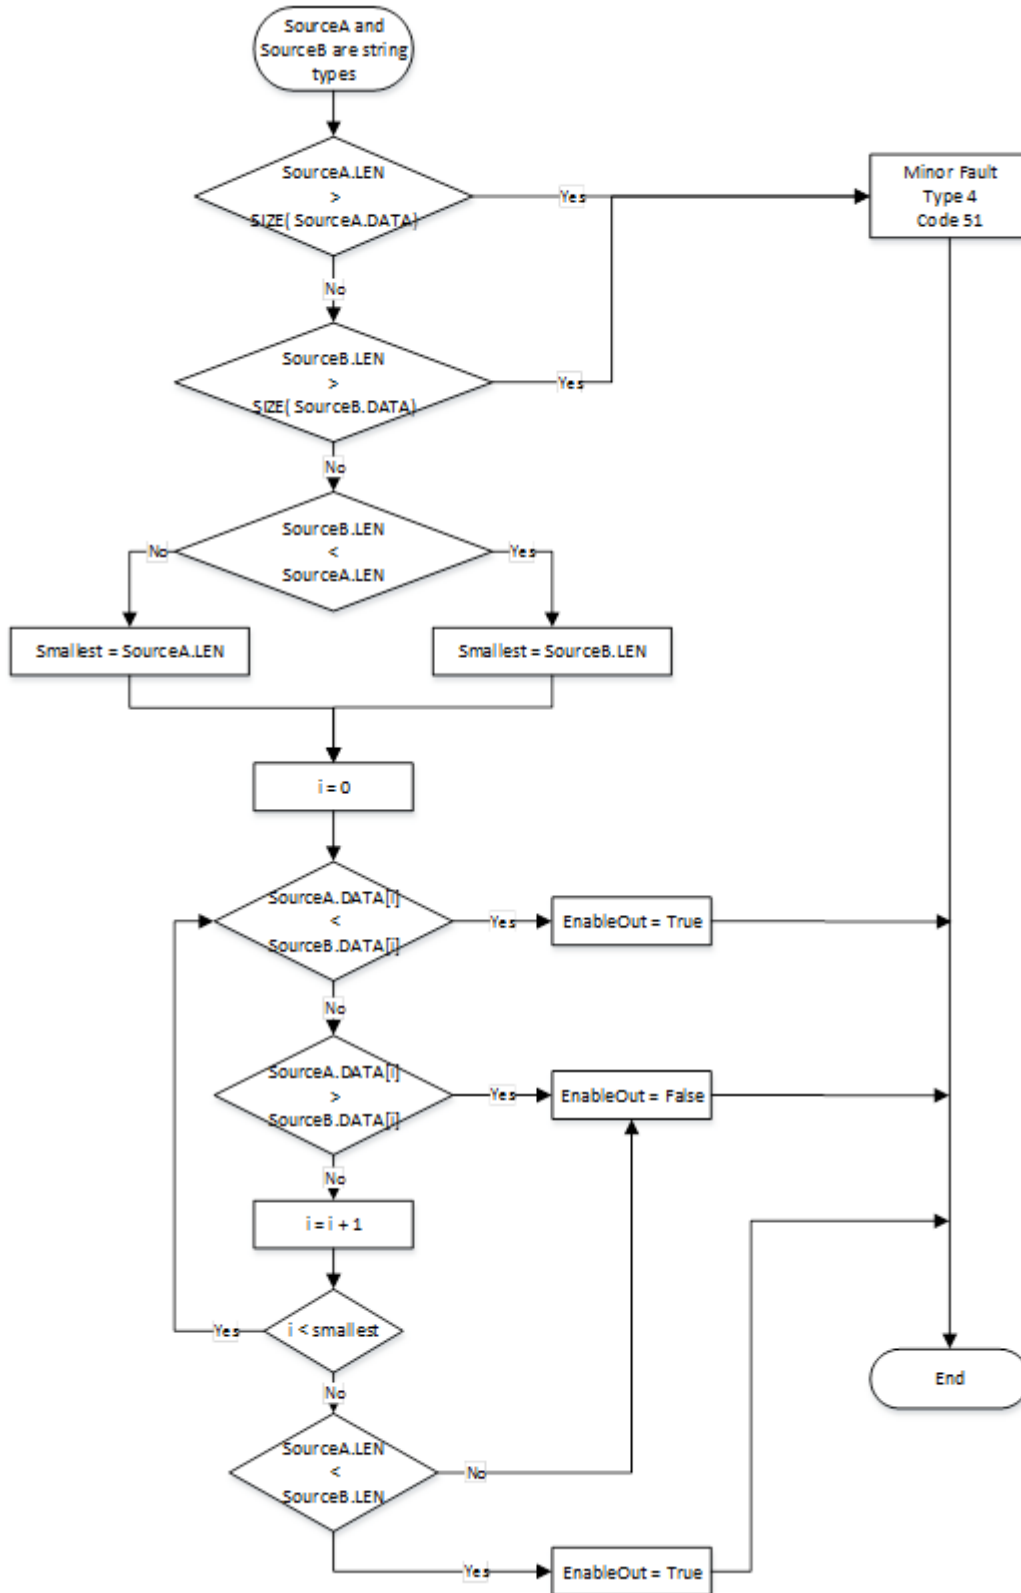 SourceA and
SourceB are string
types
SourceA.LEN
>
SIZE( SourceA.DATA)
Yes
Minor Fault
Type 4
Code 51
No
SourceB.LEN
>
SIZE( SourceB.DATA)
Yes
No
SourceB.LEN
<
SourceA.LEN
No
Yes
Smallest = SourceA.LEN
Smallest = SourceB.LEN
i = 0
SourceA.DATA[i]
<
SourceB.DATA[i]
Yes
EnableOut = True
No
SourceA.DATA[i]
>
SourceB.DATA[i]
Yes
EnableOut = False
No
i = i + 1
i < smallest
Yes
No
End
SourceA.LEN
<
SourceB.LEN
No
Yes
EnableOut = True